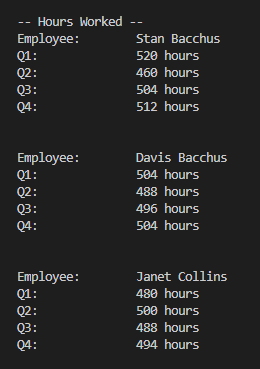 -- Hours Worked --
Employee: Stan Bacchus
Q1: 520 hours
Q2: 460 hours
Q3: 504 hours
Q4: 512 hours
Employee: Davis Bacchus
Q1: 504 hours
Q2: 488 hours
Q3: 496 hours
Q4: 504 hours
Employee: Janet Collins
Q1: 480 hours
Q2: 500 hours
Q3: 488 hours
Q4: 494 hours